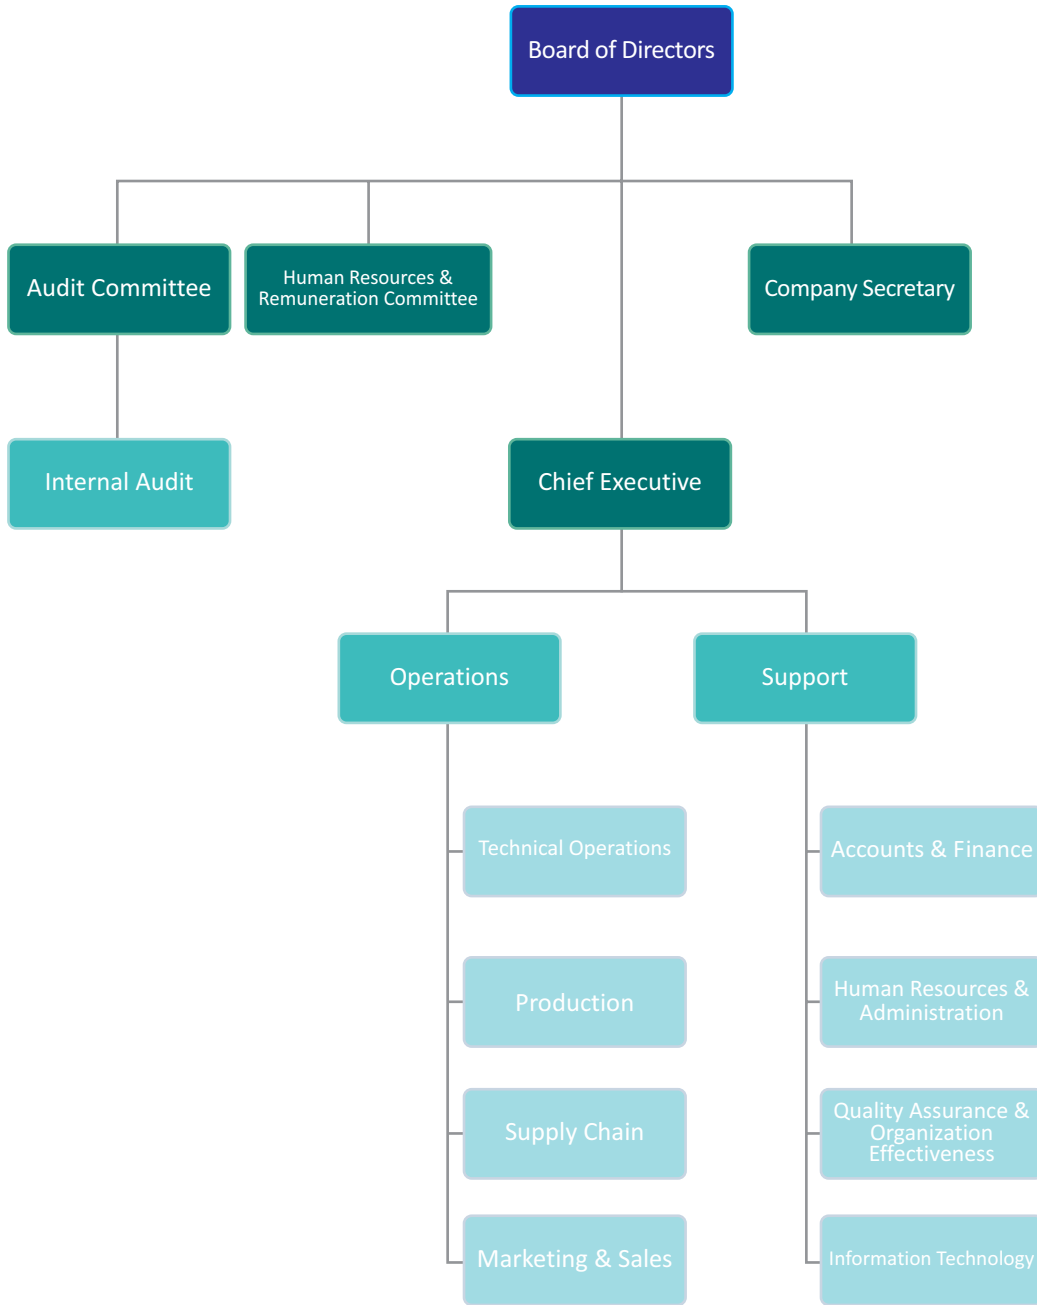 Board of Directors
Audit Committee
Human Resources &
Remuneration Committee
Company Secretary
Internal Audit
Chief Executive
Operations
Support
Technical Operations
Accounts & Finance
Production
Human Resources &
Administration
Supply Chain
Quality Assurance &
Organization
Effectiveness
Marketing & Sales
Information Technology